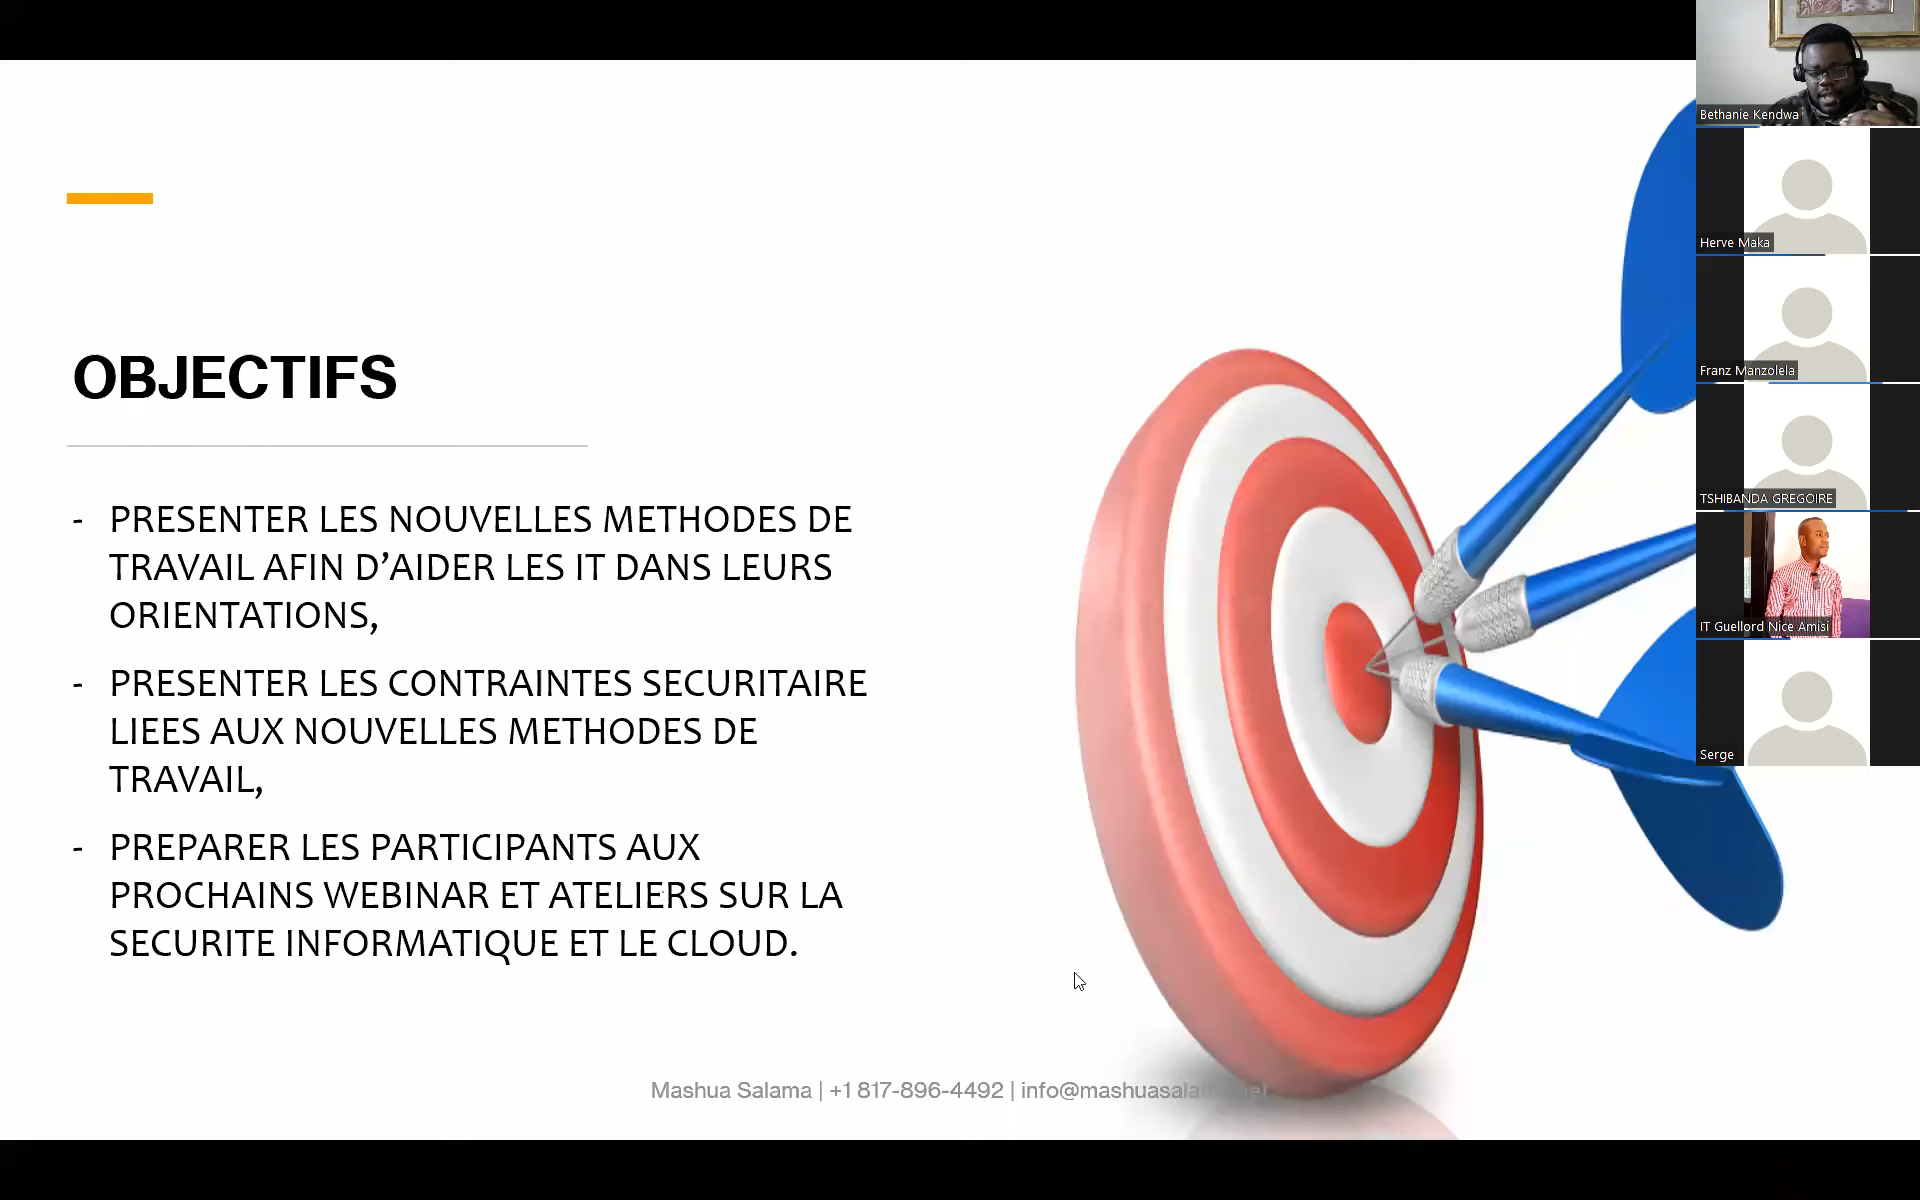 OBJECTIFS
- PRESENTER LES NOUVELLES METHODES DE
TRAVAIL AFIN D’AIDER LES IT DANS LEURS
ORIENTATIONS,
- PRESENTER LES CONTRAINTES SECURITAIRE
LIEES AUX NOUVELLES METHODES DE
TRAVAIL,
- PREPARER LES PARTICIPANTS AUX
PROCHAINS WEBINAR ET ATELIERS SUR LA
SECURITE INFORMATIQUE ET LE CLOUD.
Mashua Salama | +1 817-896-4492 |
Bethanie Kendwa
Herve Maka
Franz Manzolela
TSHIBANDA GREGOIRE
IT Guellord Nice Amisi
Serge